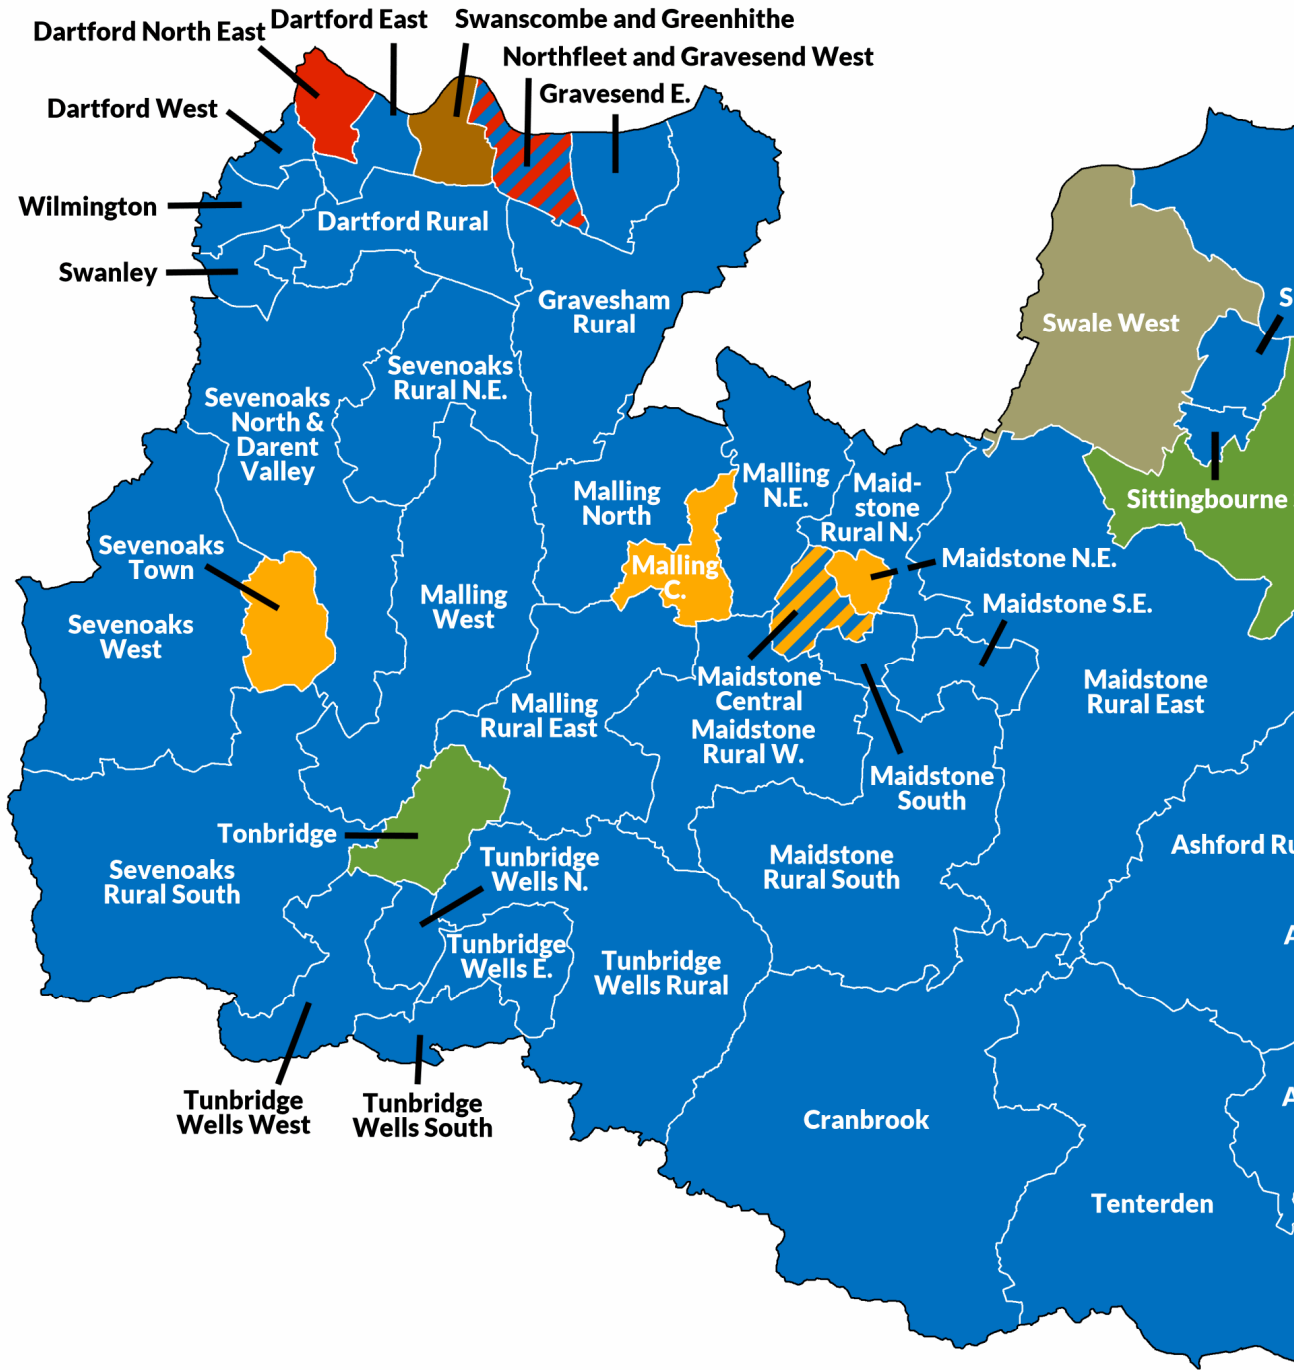 Dartford North East
Dartford East
Swanscombe and Greenhithe
Northfleet and Gravesend West
Gravesend E.
Dartford West
Wilmington
Dartford Rural
Swanley
Gravesham
Rural
S
Swale West
Sevenoaks
Rural N.E.
Sevenoaks
North &
Darent
Valley
Malling
North
Malling
N.E.
Maid-
stone
Rural N.
Sittingbourne
Sevenoaks
Town
Malling
C.
Maidstone N.E.
Malling
West
Maidstone S.E.
Sevenoaks
West
Maidstone
Central
Maidstone
Rural East
Malling
Rural East
Maidstone
Rural W.
Maidstone
South
Tonbridge
Ashford Ru
Sevenoaks
Rural South
Tunbridge
Wells N.
Maidstone
Rural South
Tunbridge
Wells E.
Tunbridge
Wells Rural
A
Tunbridge
Wells West
Tunbridge
Wells South
A
Cranbrook
Tenterden